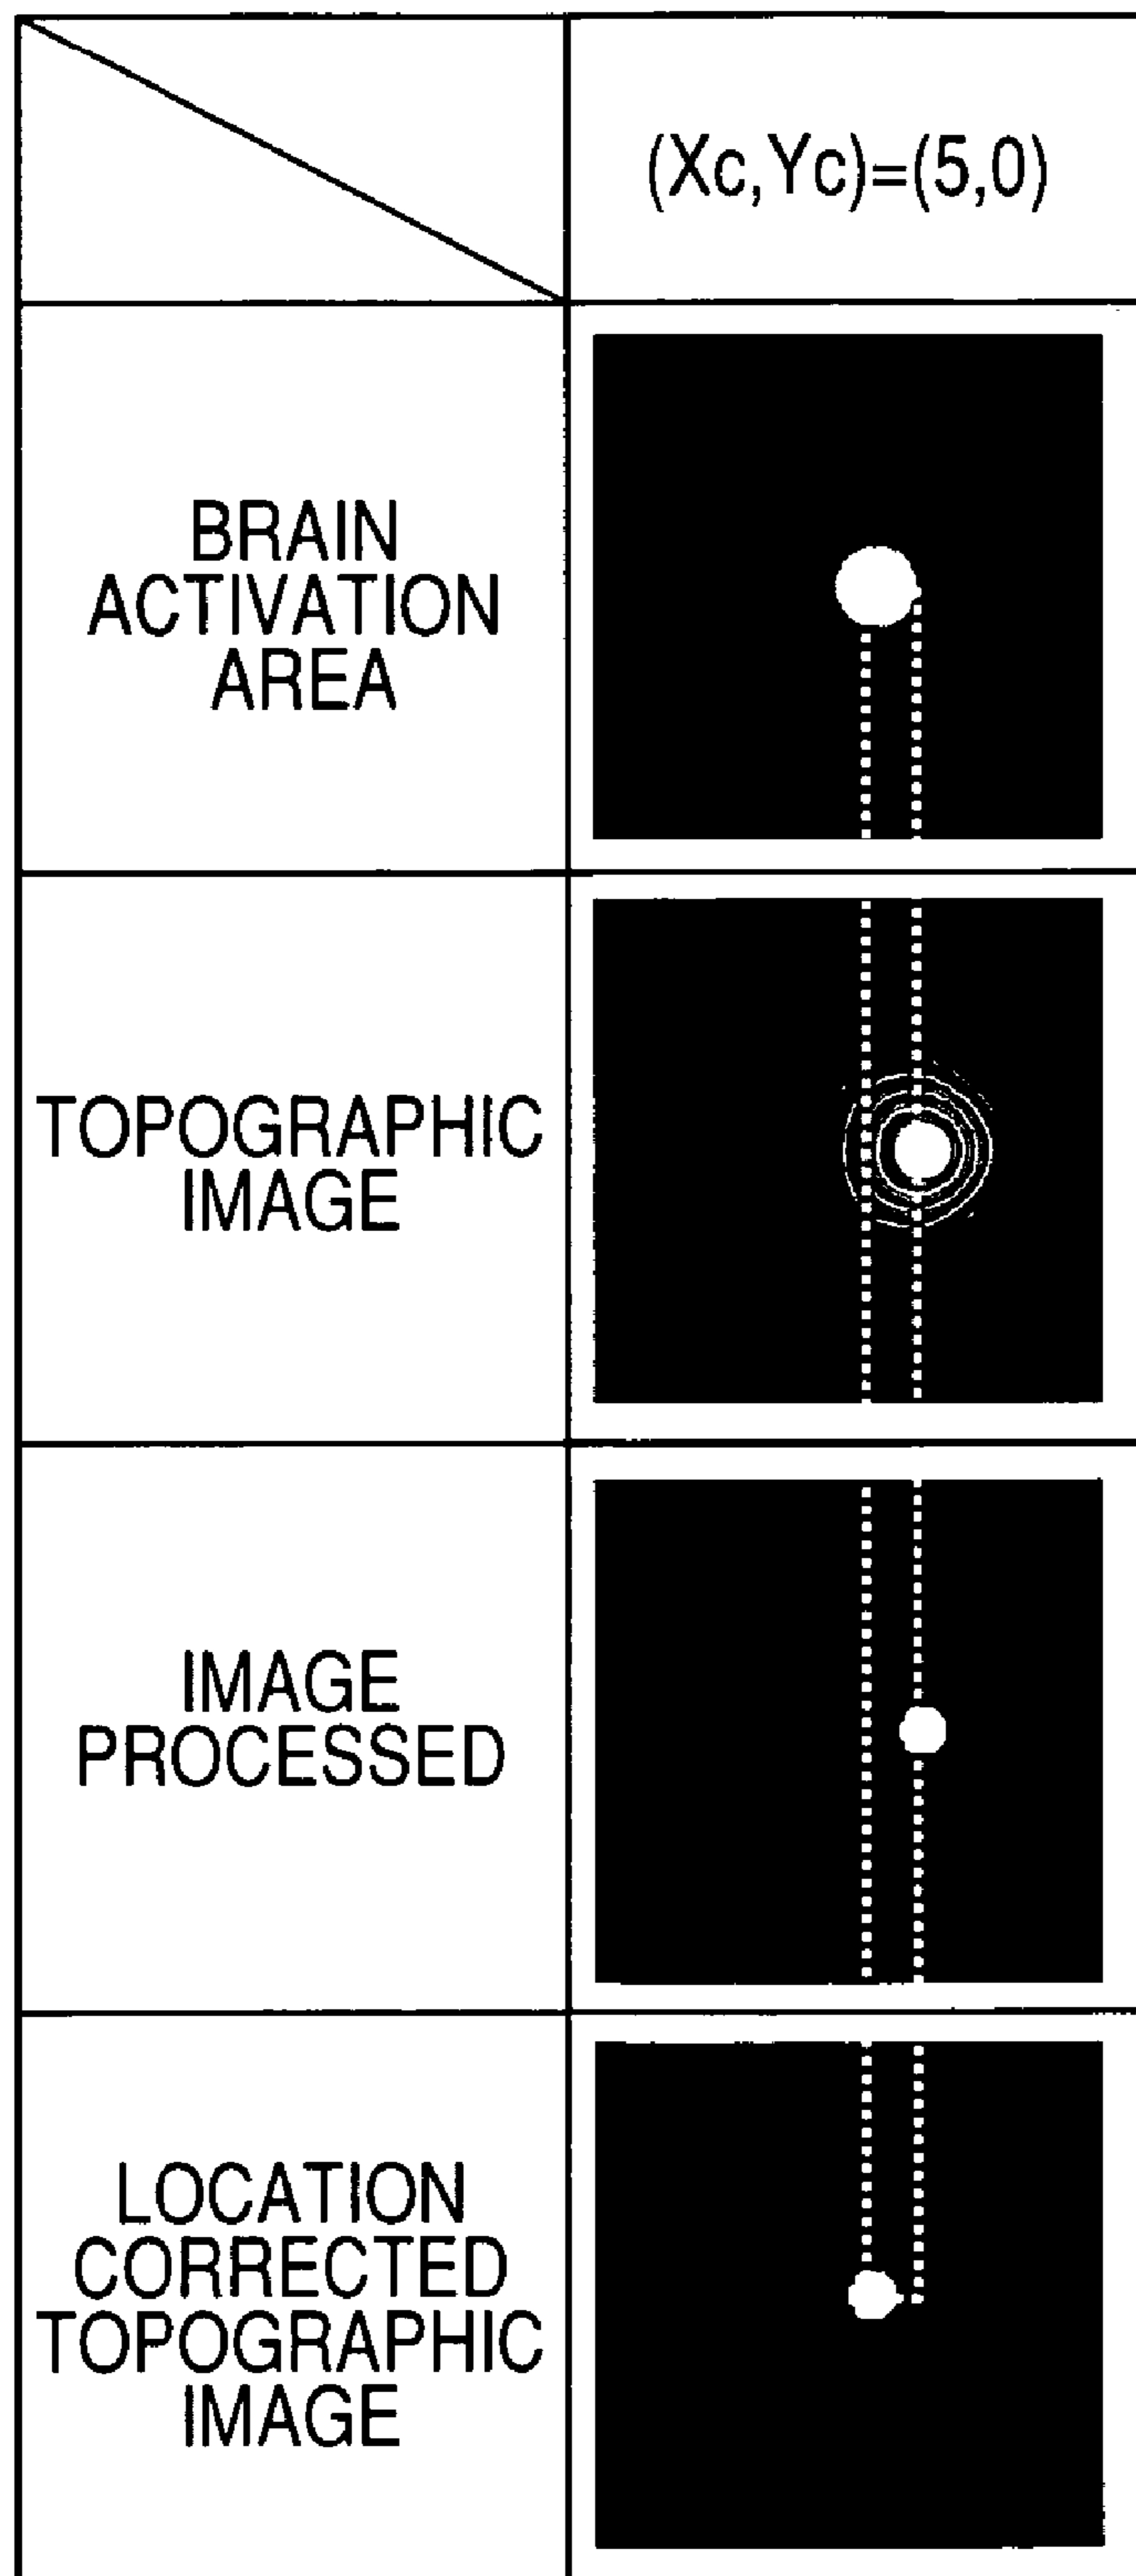 (Xc,Yc)=(5,0)
BRAIN
ACTIVATION
AREA
TOPOGRAPHIC
IMAGE
IMAGE
PROCESSED
LOCATION
CORRECTED
TOPOGRAPHIC
IMAGE